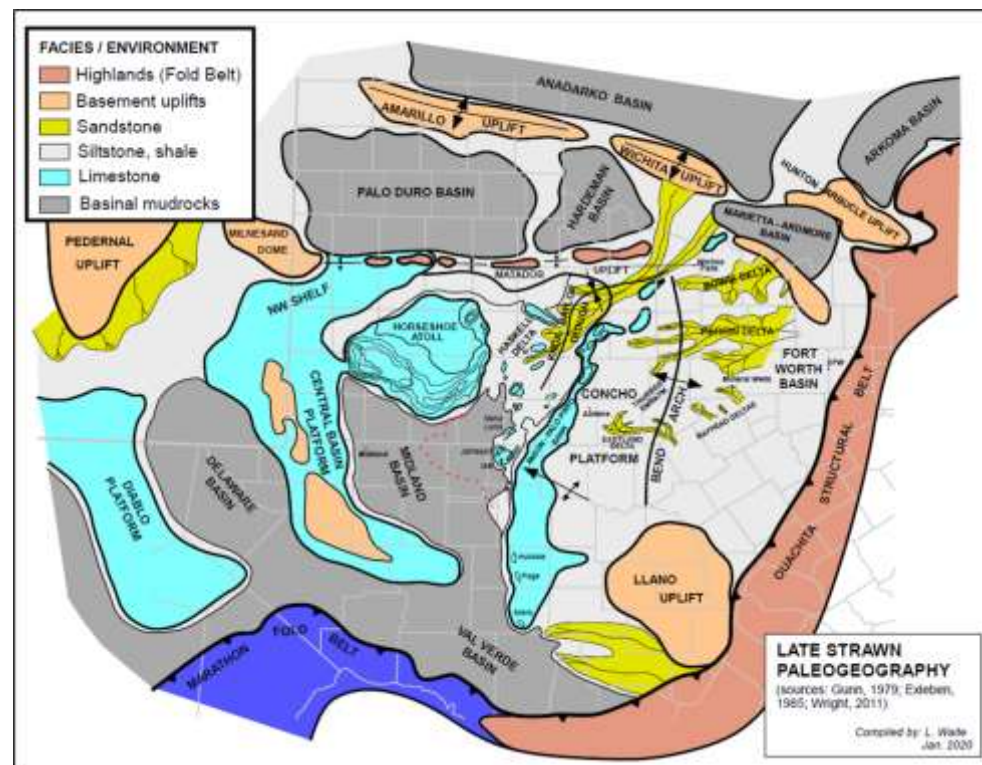 FACIES / ENVIRONMENT
Highlands (Fold Belt)
Basement uplifts
Sandstone
Siltstone, shale
Limestone
Basinal mudrocks
ANADARKO BASIN
AMARILLO UPLIFT
ARKOMA BASIN
WICHITA UPLIFT
HUNTON
ARBUCLE UPLIFT
PALO DURO BASIN
HARDEMAN
BASIN
MARIETTA - ARDMORE
BASIN
PEDERNAL
UPLIFT
MILNESAND
DOME
MATADOR
UPLIFT
NW SHELF
HORSESHOE
ATOLL
HASKELL
DELTA
BOWIE DELTA
PERRIN DELTA
FORT
WORTH
BASIN
CONCHO
PLATFORM
BEND
ARCH
EASTLAND
DELTA
CENTRAL BASIN
PLATFORM
MIDLAND
BASIN
DELAWARE
BASIN
DIABLO
PLATFORM
LLANO
UPLIFT
OUACHITA
STRUCTURAL
BELT
VAL VERDE
BASIN
MARATHON
FOLD
BELT
LATE STRAWN
PALEOGEOGRAPHY
(sources: Gunn, 1979; Exleben,
1985; Wright, 2011)
Compiled by: L. Waite
Jan. 2020